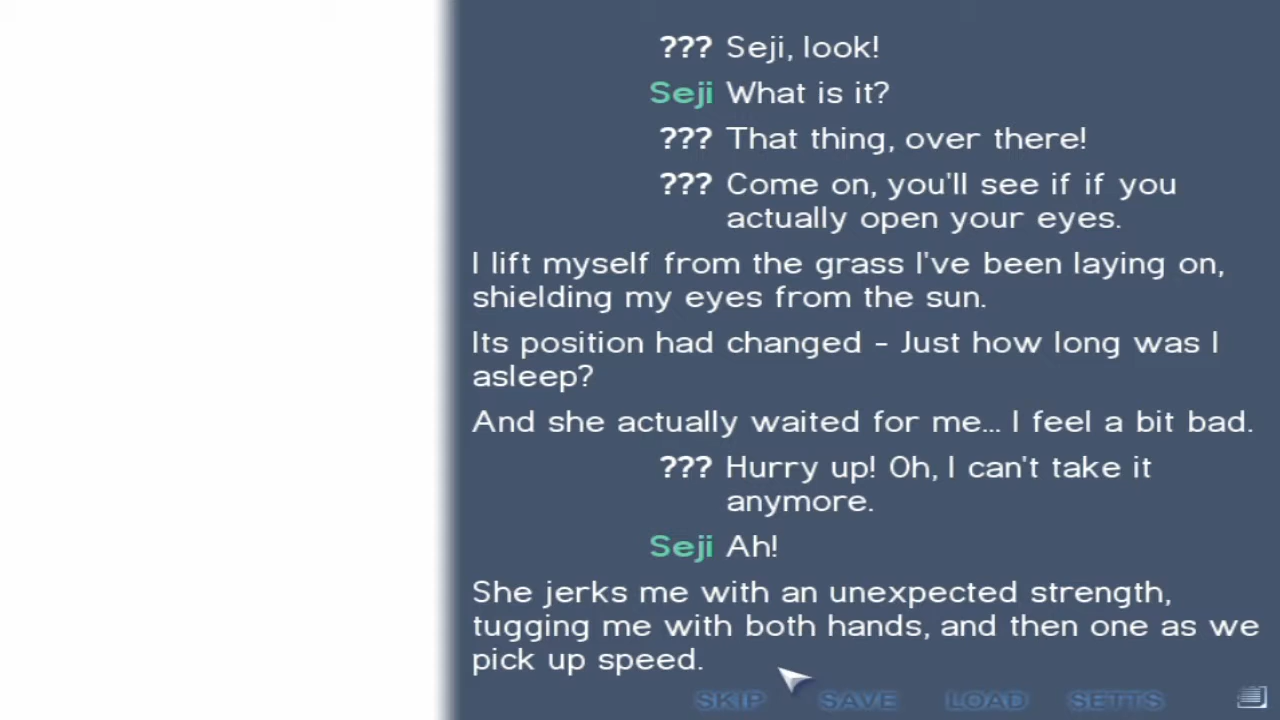 ??? Seji, look!
Seji What is it?
??? That thing, over there!
??? Come on, you'll see if if you
actually open your eyes.
I lift myself from the grass I've been laying on,
shielding my eyes from the sun.
Its position had changed - Just how long was I
asleep?
And she actually waited for me... I feel a bit bad.
??? Hurry up! Oh, I can't take it
anymore.
Seji Ah!
She jerks me with an unexpected strength,
tugging me with both hands, and then one as we
pick up speed.
SKIP SAVE LOAD SETTS